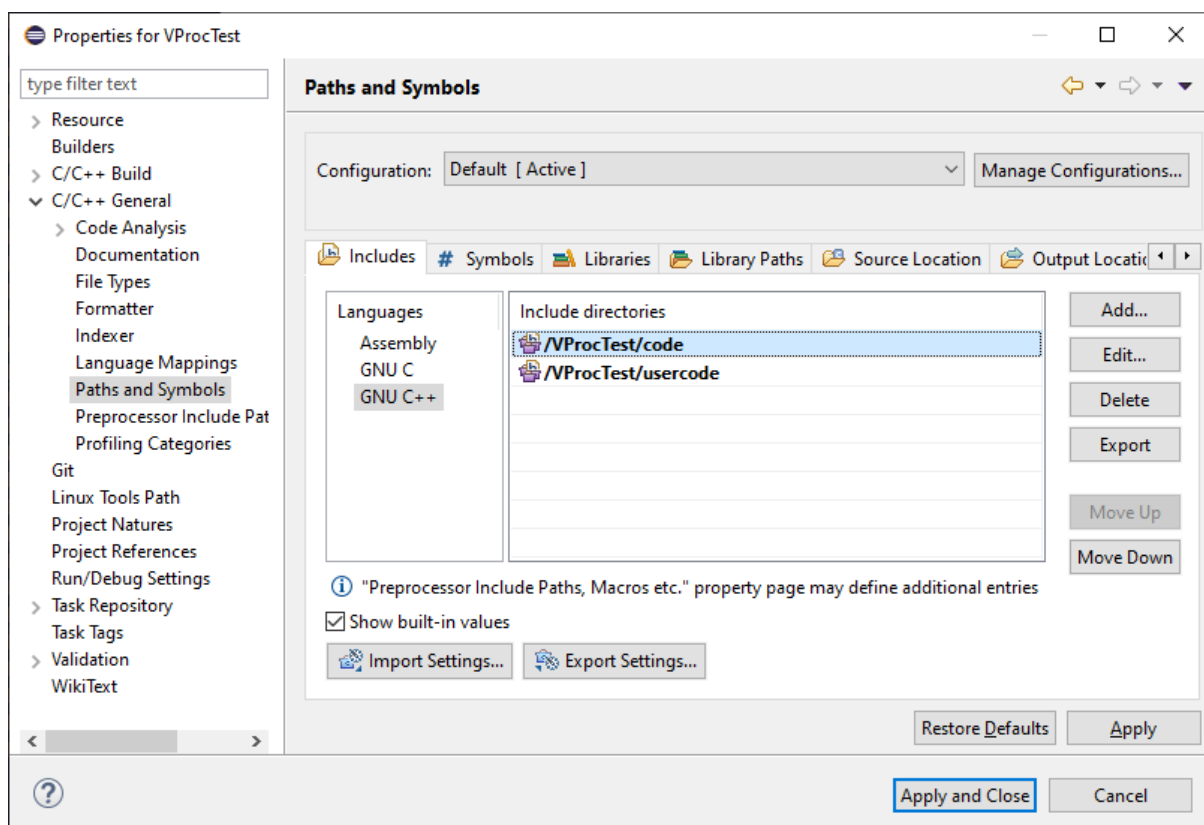 Properties for VProcTest
type filter text
Resource
Builders
C/C++ Build
C/C++ General
Code Analysis
Documentation
File Types
Formatter
Indexer
Language Mappings
Paths and Symbols
Preprocessor Include Pat
Profiling Categories
Git
Linux Tools Path
Project Natures
Project References
Run/Debug Settings
Task Repository
Task Tags
Validation
WikiText
Paths and Symbols
Configuration: Default [ Active ] Manage Configurations...
Includes # Symbols Libraries Library Paths Source Location Output Locatic
Languages
Assembly
GNU C
GNU C++
Include directories
/VProcTest/code
/VProcTest/usercode
Add...
Edit...
Delete
Export
Move Up
Move Down
"Preprocessor Include Paths, Macros etc." property page may define additional entries
Show built-in values
Import Settings... Export Settings...
Restore Defaults Apply
? Apply and Close Cancel